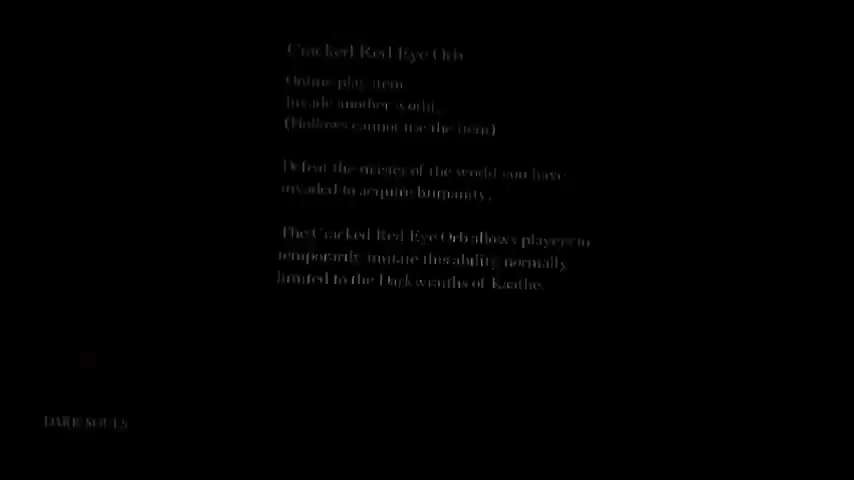 Cracked Red Eye Orb
Online play item
Invade another world.
(Hollows cannot use the item)
Defeat the master of the world you have
invaded to acquire humanity.
The Cracked Red Eye Orb allows players to
temporarily imitate this ability normally
limited to the Darkwraiths of Kaathe.
DARK SOULS